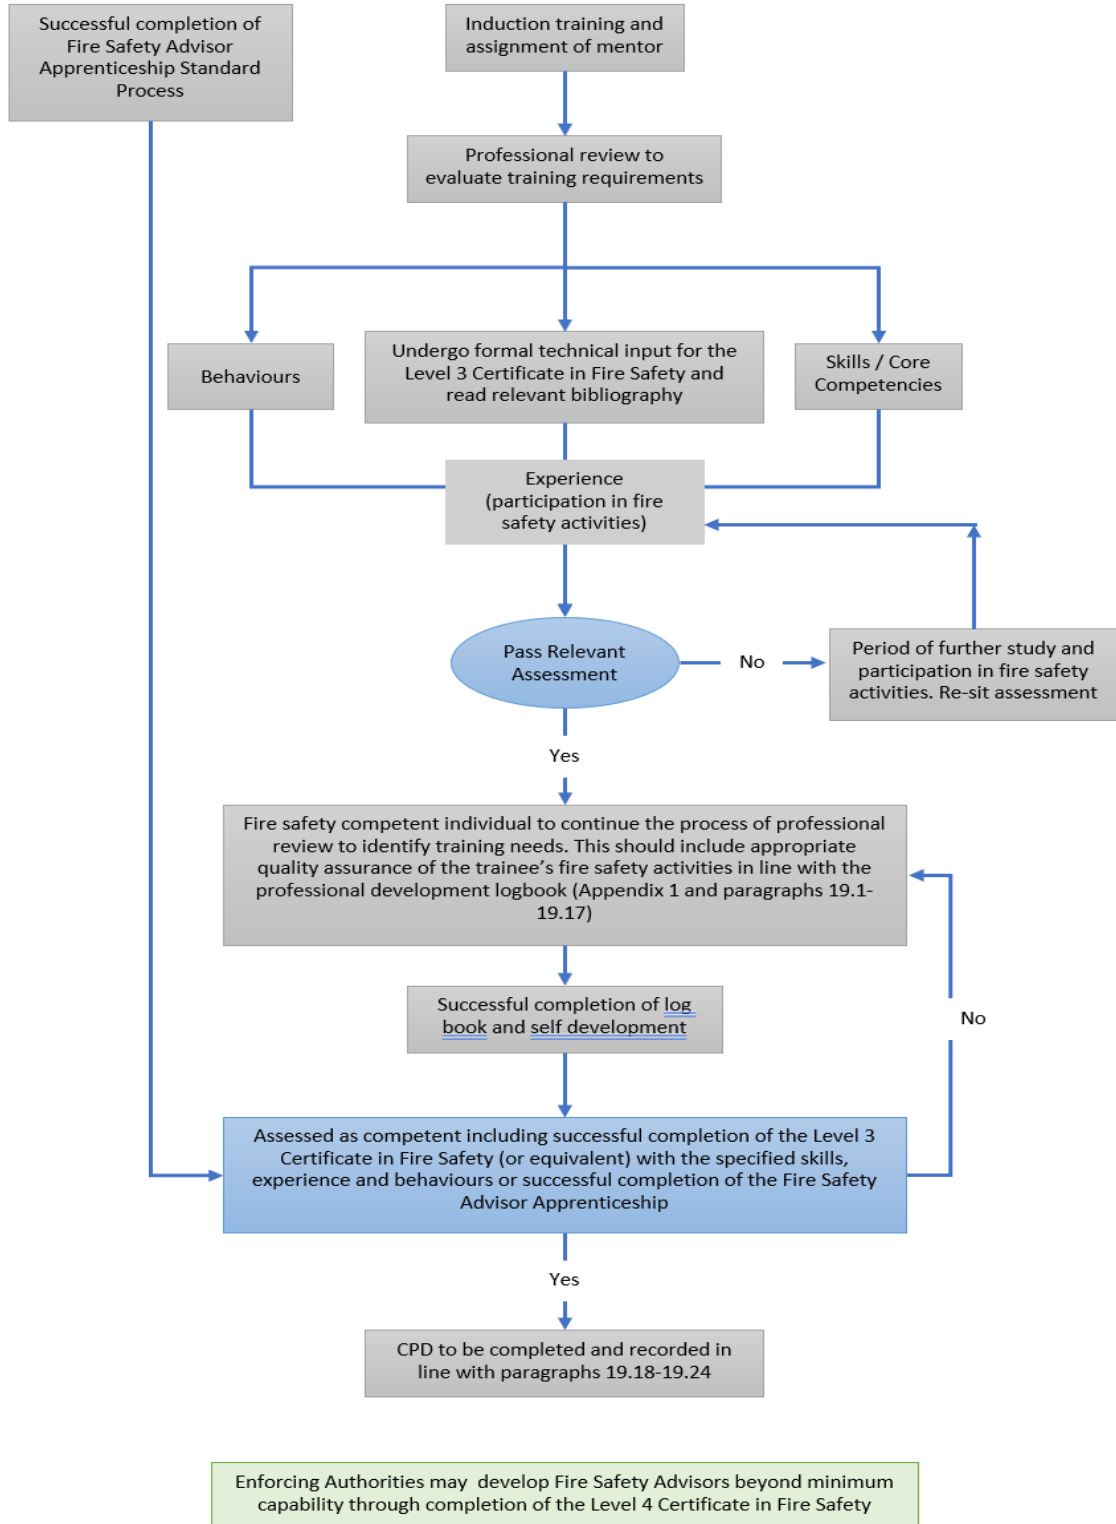 Successful completion of
Fire Safety Advisor
Apprenticeship Standard
Process
Induction training and
assignment of mentor
Professional review to
evaluate training requirements
Behaviours
Undergo formal technical input for the
Level 3 Certificate in Fire Safety and
read relevant bibliography
Skills / Core
Competencies
Experience
(participation in fire
safety activities)
Pass Relevant
Assessment
No
Period of further study and
participation in fire safety
activities. Re-sit assessment
Yes
Fire safety competent individual to continue the process of professional
review to identify training needs. This should include appropriate
quality assurance of the trainee’s fire safety activities in line with the
professional development logbook (Appendix 1 and paragraphs 19.1-
19.17)
Successful completion of log
book and self development
No
Assessed as competent including successful completion of the Level 3
Certificate in Fire Safety (or equivalent) with the specified skills,
experience and behaviours or successful completion of the Fire Safety
Advisor Apprenticeship
Yes
CPD to be completed and recorded in
line with paragraphs 19.18-19.24
Enforcing Authorities may develop Fire Safety Advisors beyond minimum
capability through completion of the Level 4 Certificate in Fire Safety